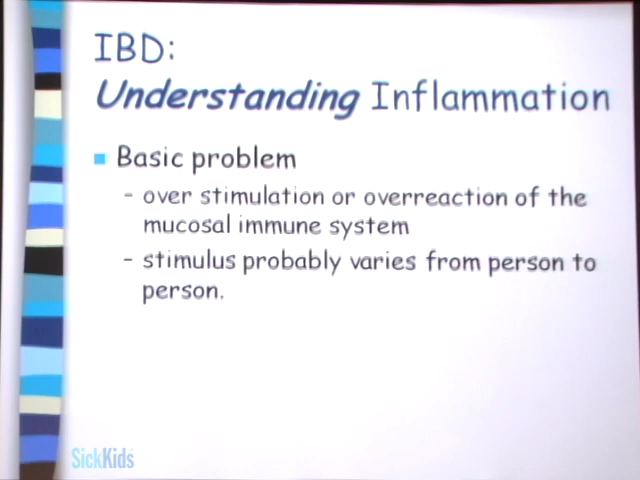 IBD:
Understanding Inflammation
Basic problem
- over stimulation or overreaction of the
mucosal immune system
- stimulus probably varies from person to
person.
SickKids